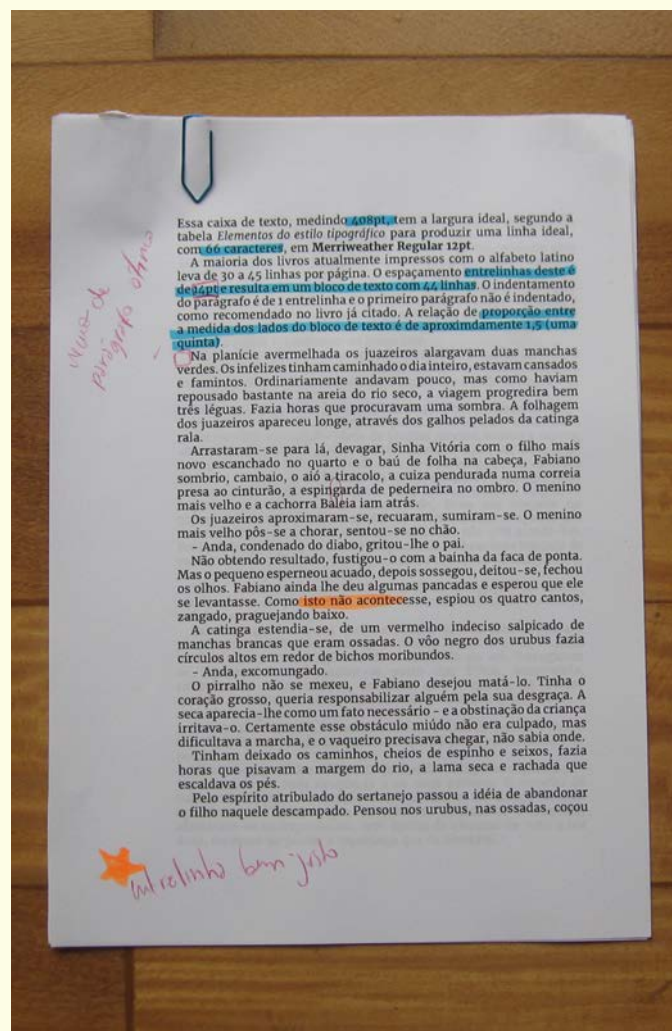 Essa caixa de texto, medindo 408pt, tem a largura ideal, segundo a
tabela Elementos do estilo tipográfico para produzir uma linha ideal,
com 66 caracteres, em Merriweather Regular 12pt.
A maioria dos livros atualmente impressos com o alfabeto latino
leva de 30 a 45 linhas por página. O espaçamento entrelinhas deste é
de 14pt e resulta em um bloco de texto com 44 linhas. O indentamento
do parágrafo é de 1 entrelinha e o primeiro parágrafo não é indentado,
como recomendado no livro já citado. A relação de proporção entre
a medida dos lados do bloco de texto é de aproximdamente 1,5 (uma
quinta).
Na planície avermelhada os juazeiros alargavam duas manchas
verdes. Os infelizes tinham caminhado o dia inteiro, estavam cansados
e famintos. Ordinariamente andavam pouco, mas como haviam
repousado bastante na areia do rio seco, a viagem progredira bem
três léguas. Fazia horas que procuravam uma sombra. A folhagem
dos juazeiros apareceu longe, através dos galhos pelados da catinga
rala.
Arrastaram-se para lá, devagar, Sinha Vitória com o filho mais
novo escanchado no quarto e o baú de folha na cabeça, Fabiano
sombrio, cambaio, o aió a tiracolo, a cuiza pendurada numa correia
presa ao cinturão, a espingarda de pederneira no ombro. O menino
mais velho e a cachorra Baleia iam atrás.
Os juazeiros aproximaram-se, recuaram, sumiram-se. O menino
mais velho pôs-se a chorar, sentou-se no chão.
- Anda, condenado do diabo, gritou-lhe o pai.
Não obtendo resultado, fustigou-o com a bainha da faca de ponta.
Mas o pequeno esperneou acuado, depois sossegou, deitou-se, fechou
os olhos. Fabiano ainda lhe deu algumas pancadas e esperou que ele
se levantasse. Como isto não acontecesse, espiou os quatro cantos,
zangado, praguejando baixo.
A catinga estendia-se, de um vermelho indeciso salpicado de
manchas brancas que eram ossadas. O vôo negro dos urubus fazia
círculos altos em redor de bichos moribundos.
- Anda, excomungado.
O pirralho não se mexeu, e Fabiano desejou matá-lo. Tinha o
coração grosso, queria responsabilizar alguém pela sua desgraça. A
seca aparecia-lhe como um fato necessário - e a obstinação da criança
irritava-o. Certamente esse obstáculo miúdo não era culpado, mas
dificultava a marcha, e o vaqueiro precisava chegar, não sabia onde.
Tinham deixado os caminhos, cheios de espinho e seixos, fazia
horas que pisavam a margem do rio, a lama seca e rachada que
escaldava os pés.
Pelo espírito atribulado do sertanejo passou a idéia de abandonar
o filho naquele descampado. Pensou nos urubus, nas ossadas, coçou
de
parágrafo
entrelinha bem justo